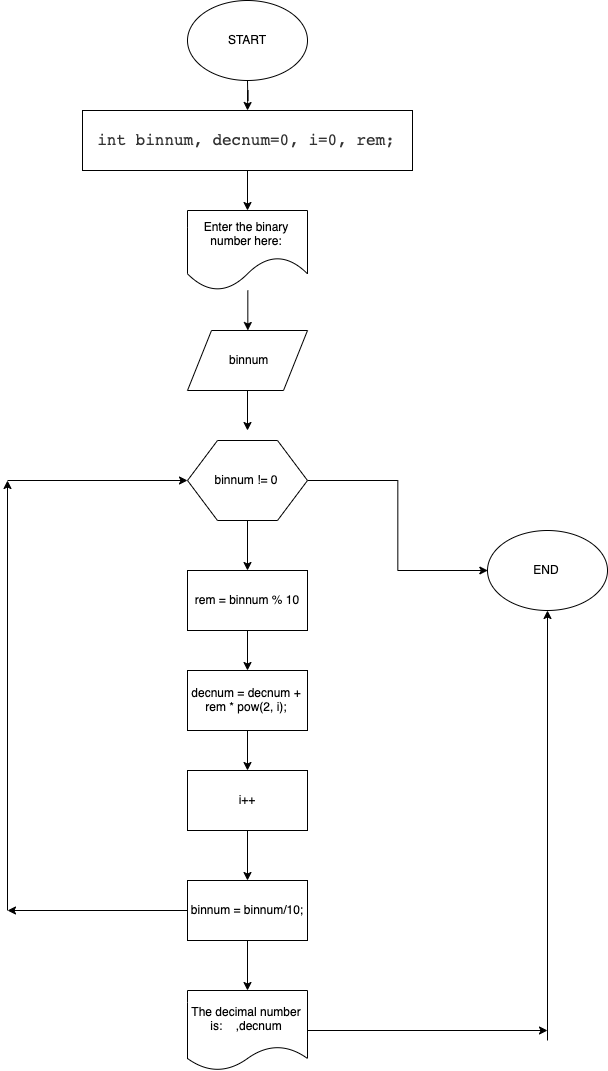 START
int binnum, decnum=0, i=0, rem;
Enter the binary
number here:
binnum
binnum != 0
END
rem = binnum % 10
decnum = decnum +
rem * pow(2, i);
i++
binnum = binnum/10;
The decimal number
is: ,decnum